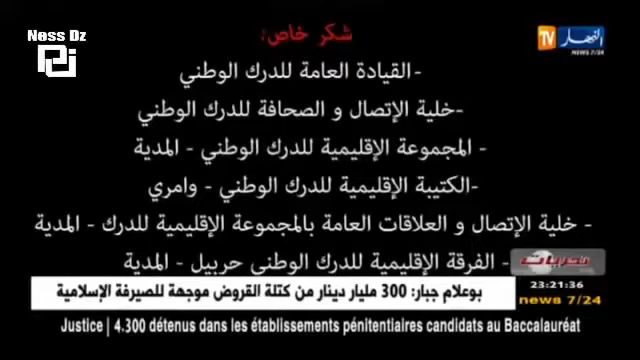 Ness Dz
شكر خاص:
TV النهار
NEWS 7/24
-القيادة العامة للدرك الوطني
-خلية الإتصال و الصحافة للدرك الوطني
- المجموعة الإقليمية للدرك الوطني - المدية
-الكتيبة الإقليمية للدرك الوطني - وامري
- خلية الإتصال و العلاقات العامة بالمجموعة الإقليمية للدرك - المدية
- الفرقة الإقليمية للدرك الوطني حربيل - المدية
تحريات
23:21:36
بوعلام جبار: 300 مليار دينار من كتلة القروض موجهة للصيرفة الإسلامية
news 7/24
Justice | 4.300 détenus dans les établissements pénitentiaires candidats au Baccalauréat